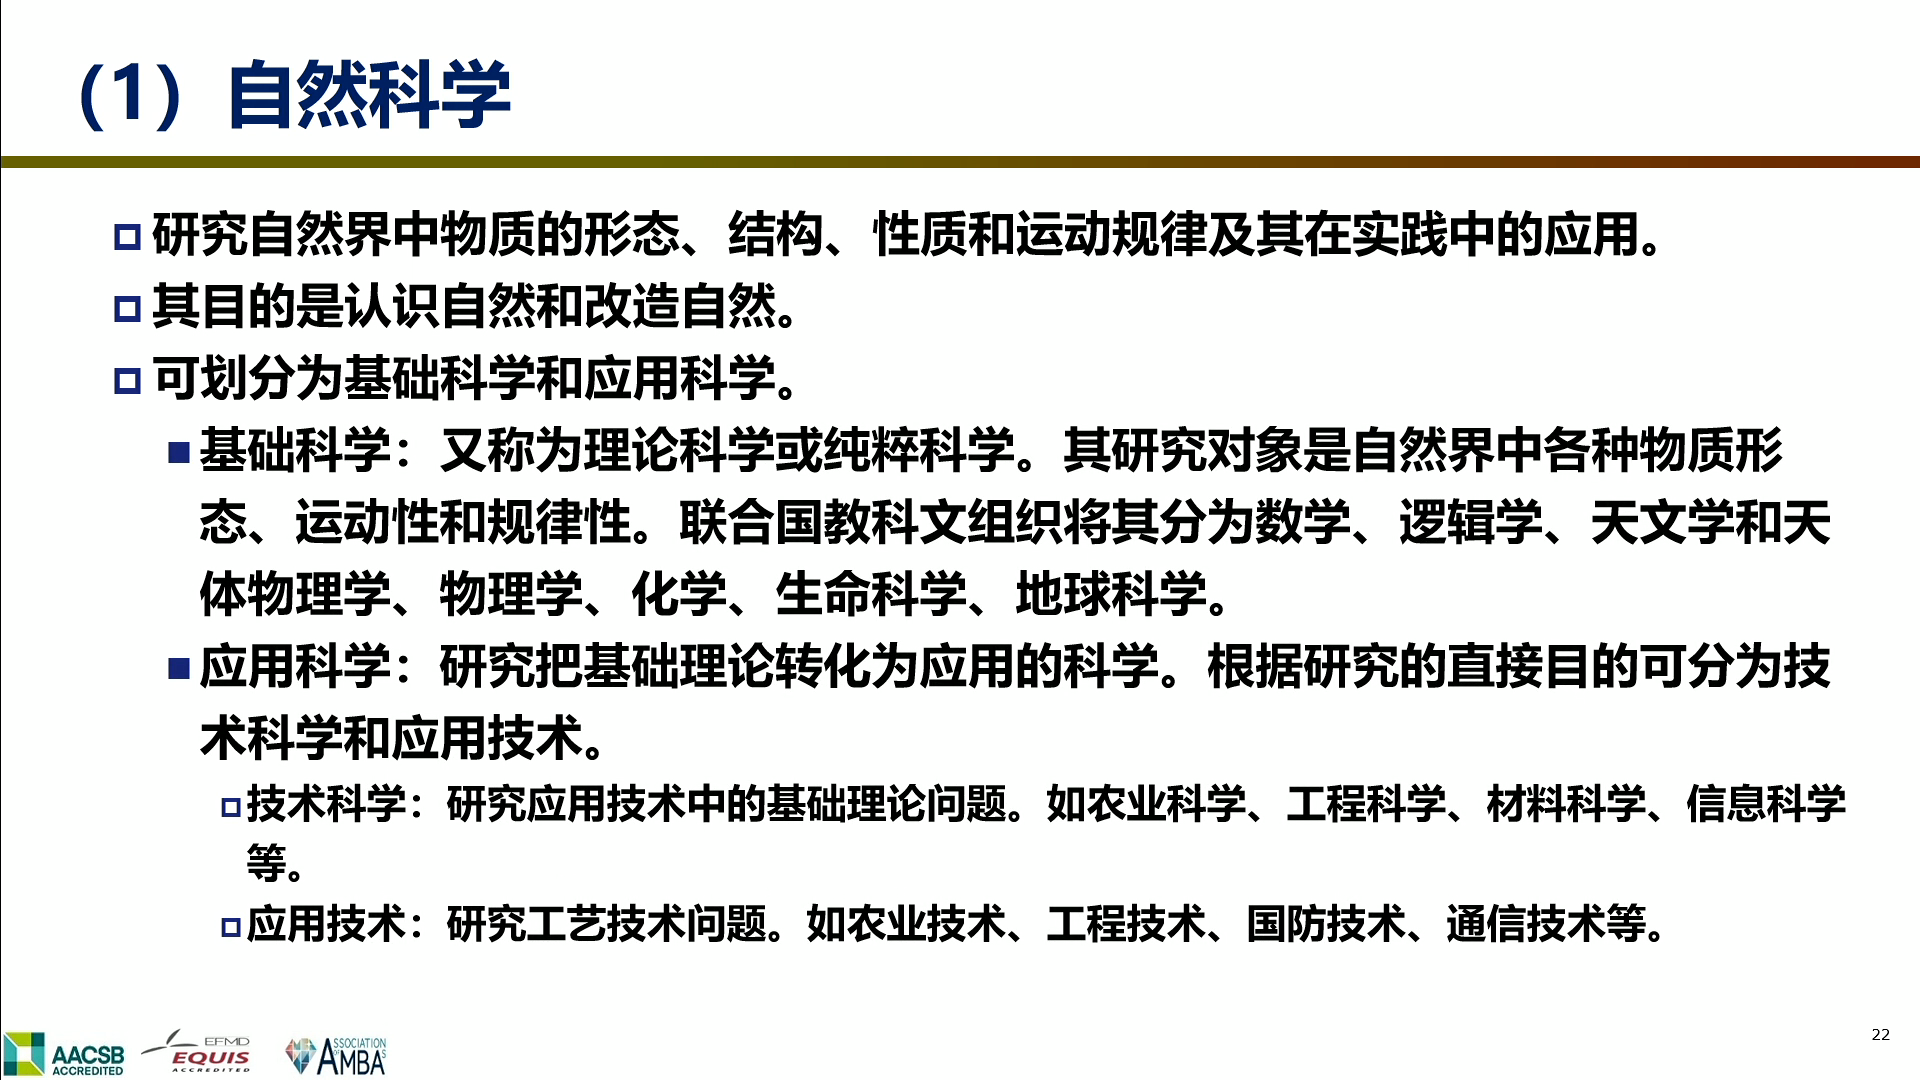 （1）自然科学
研究自然界中物质的形态、结构、性质和运动规律及其在实践中的应用。
其目的是认识自然和改造自然。
可划分为基础科学和应用科学。
基础科学：又称为理论科学或纯粹科学。其研究对象是自然界中各种物质形
态、运动性和规律性。联合国教科文组织将其分为数学、逻辑学、天文学和天
体物理学、物理学、化学、生命科学、地球科学。
应用科学：研究把基础理论转化为应用的科学。根据研究的直接目的可分为技
术科学和应用技术。
技术科学：研究应用技术中的基础理论问题。如农业科学、工程科学、材料科学、信息科学
等。
应用技术：研究工艺技术问题。如农业技术、工程技术、国防技术、通信技术等。
AACSB
ACCREDITED
EFMD
EQUIS
ACCREDITED
ASSOCIATION
OF
AMBAs
22